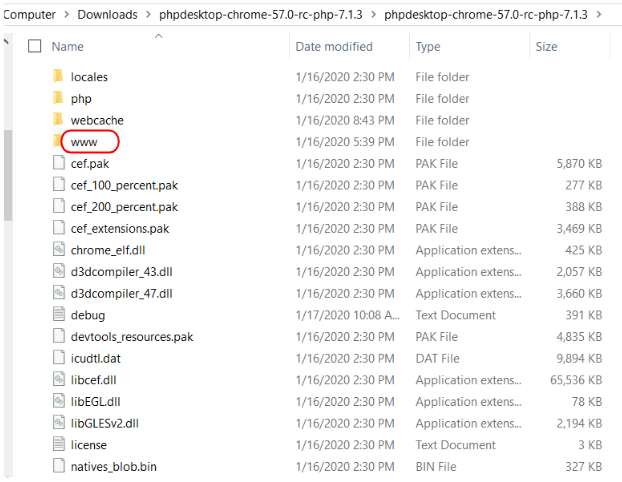 Computer > Downloads > phpdesktop-chrome-57.0-rc-php-7.1.3 > phpdesktop-chrome-57.0-rc-php-7.1.3 >
Name Date modified Type Size
locales 1/16/2020 2:30 PM File folder
php 1/16/2020 2:30 PM File folder
webcache 1/16/2020 8:43 PM File folder
www 1/16/2020 5:39 PM File folder
cef.pak 1/16/2020 2:30 PM PAK File 5,870 KB
cef_100_percent.pak 1/16/2020 2:30 PM PAK File 277 KB
cef_200_percent.pak 1/16/2020 2:30 PM PAK File 388 KB
cef_extensions.pak 1/16/2020 2:30 PM PAK File 3,469 KB
chrome_elf.dll 1/16/2020 2:30 PM Application extens... 425 KB
d3dcompiler_43.dll 1/16/2020 2:30 PM Application extens... 2,057 KB
d3dcompiler_47.dll 1/16/2020 2:30 PM Application extens... 3,660 KB
debug 1/17/2020 10:08 A... Text Document 391 KB
devtools_resources.pak 1/16/2020 2:30 PM PAK File 4,835 KB
icudtl.dat 1/16/2020 2:30 PM DAT File 9,894 KB
libcef.dll 1/16/2020 2:30 PM Application extens... 65,536 KB
libEGL.dll 1/16/2020 2:30 PM Application extens... 78 KB
libGLESv2.dll 1/16/2020 2:30 PM Application extens... 2,194 KB
license 1/16/2020 2:30 PM Text Document 3 KB
natives_blob.bin 1/16/2020 2:30 PM BIN File 327 KB